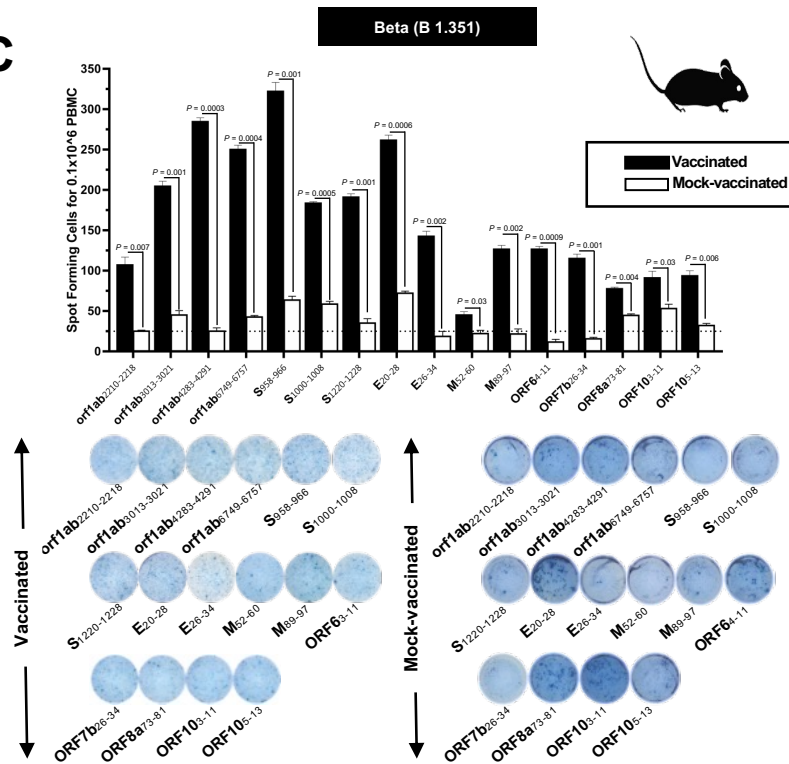 C
Beta (B 1.351)
Spot Forming Cells for 0.1x10^6 PBMC
350
300
250
200
150
100
50
0
P = 0.007
P = 0.001
P = 0.0003
P = 0.0004
P = 0.001
P = 0.0005
P = 0.001
P = 0.0006
P = 0.002
P = 0.03
P = 0.002
P = 0.0009
P = 0.001
P = 0.004
P = 0.03
P = 0.006
Vaccinated
Mock-vaccinated
orf1ab2210-2218
orf1ab3013-3021
orf1ab4283-4291
orf1ab6749-6757
S958-966
S1000-1008
S1220-1228
E20-28
E26-34
M52-60
M89-97
ORF64-11
ORF7b26-34
ORF8a73-81
ORF103-11
ORF105-13
Vaccinated
orf1ab2210-2218
orf1ab3013-3021
orf1ab4283-4291
orf1ab6749-6757
S958-966
S1000-1008
S1220-1228
E20-28
E26-34
M52-60
M89-97
ORF63-11
ORF7b26-34
ORF8a73-81
ORF103-11
ORF105-13
Mock-vaccinated
orf1ab2210-2218
orf1ab3013-3021
orf1ab4283-4291
orf1ab6749-6757
S958-966
S1000-1008
S1220-1228
E20-28
E26-34
M52-60
M89-97
ORF64-11
ORF7b26-34
ORF8a73-81
ORF103-11
ORF105-13